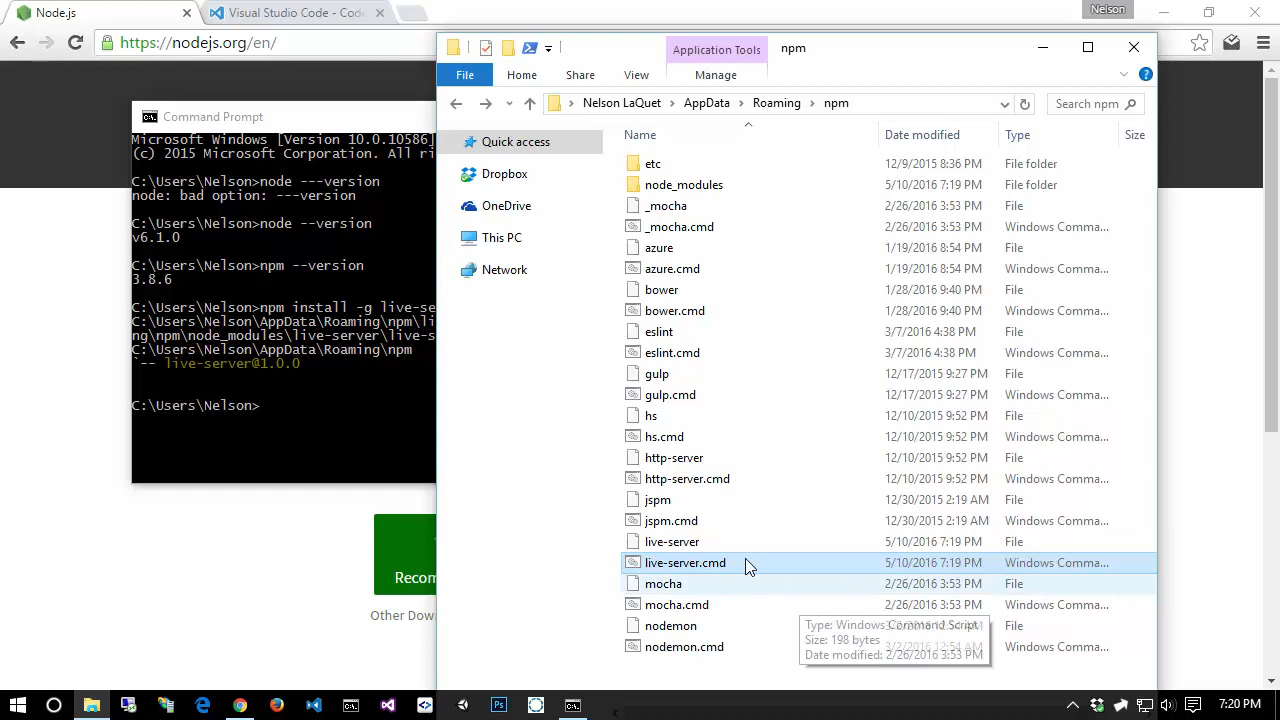 Node.js
Visual Studio Code - Cod
Nelson
https://nodejs.org/en/
Application Tools
npm
File
Home
Share
View
Manage
Nelson LaQuet
AppData
Roaming
npm
Search npm
Command Prompt
Microsoft Windows [Version 10.0.10586]
(c) 2015 Microsoft Corporation. All ri
C:\Users\Nelson>node ---version
node: bad option: ---version
C:\Users\Nelson>node --version
v6.1.0
C:\Users\Nelson>npm --version
3.8.6
C:\Users\Nelson>npm install -g live-se
C:\Users\Nelson\AppData\Roaming\npm\li
ng\npm\node_modules\live-server\live-s
C:\Users\Nelson\AppData\Roaming\npm
`-- live-server@1.0.0
C:\Users\Nelson>
Recom
Other Dow
Quick access
Dropbox
OneDrive
This PC
Network
Name Date modified Type Size
etc 12/9/2015 8:36 PM File folder
node_modules 5/10/2016 7:19 PM File folder
_mocha 2/26/2016 3:53 PM File
_mocha.cmd 2/26/2016 3:53 PM Windows Comma...
azure 1/19/2016 8:54 PM File
azure.cmd 1/19/2016 8:54 PM Windows Comma...
bower 1/28/2016 9:40 PM File
bower.cmd 1/28/2016 9:40 PM Windows Comma...
eslint 3/7/2016 4:38 PM File
eslint.cmd 3/7/2016 4:38 PM Windows Comma...
gulp 12/17/2015 9:27 PM File
gulp.cmd 12/17/2015 9:27 PM Windows Comma...
hs 12/10/2015 9:52 PM File
hs.cmd 12/10/2015 9:52 PM Windows Comma...
http-server 12/10/2015 9:52 PM File
http-server.cmd 12/10/2015 9:52 PM Windows Comma...
jspm 12/30/2015 2:19 AM File
jspm.cmd 12/30/2015 2:19 AM Windows Comma...
live-server 5/10/2016 7:19 PM File
live-server.cmd 5/10/2016 7:19 PM Windows Comma...
mocha 2/26/2016 3:53 PM File
mocha.cmd 2/26/2016 3:53 PM Windows Comma...
nodemon File
nodemon.cmd 3/2/2016 12:54 AM Windows Comma...
Type: Windows Command Script
Size: 198 bytes
Date modified: 2/26/2016 3:53 PM
7:20 PM